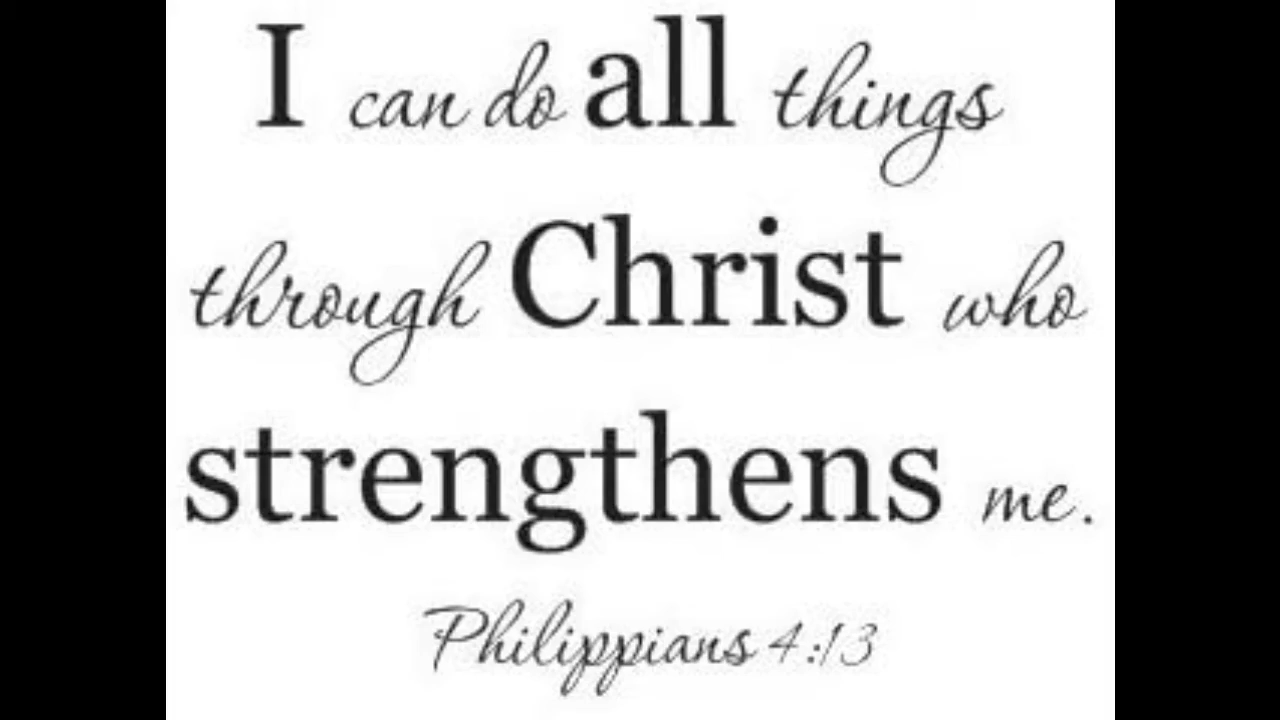 I can do all things
through Christ who
strengthens me.
Philippians 4:13